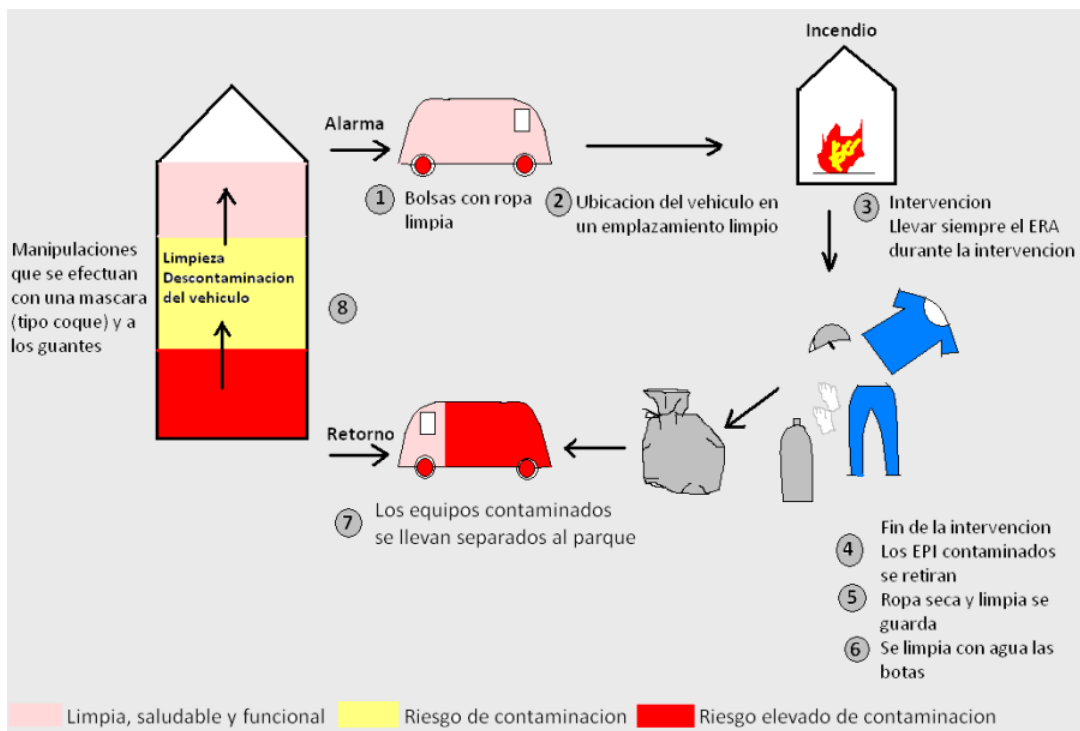 Incendio
Alarma
1
Bolsas con ropa
limpia
2
Ubicacion del vehiculo en
un emplazamiento limpio
3
Intervencion
Llevar siempre el ERA
durante la intervencion
Manipulaciones
que se efectuan
con una mascara
(tipo coque) y a
los guantes
Limpieza
Descontaminacion
del vehiculo
8
Retorno
7
Los equipos contaminados
se llevan separados al parque
Fin de la intervencion
4
Los EPI contaminados
se retiran
5
Ropa seca y limpia se
guarda
6
Se limpia con agua las
botas
Limpia, saludable y funcional
Riesgo de contaminacion
Riesgo elevado de contaminacion